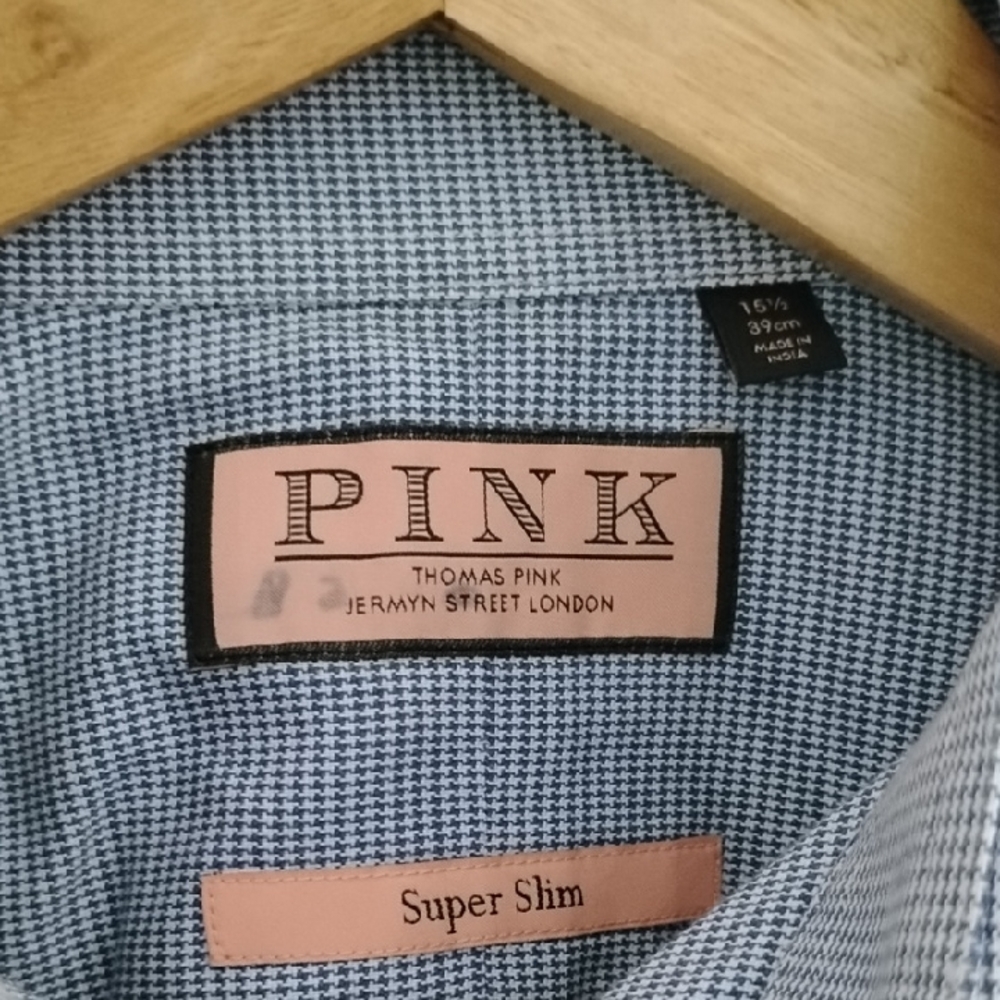 15½
39cm
MADE IN
INDIA
PINK
THOMAS PINK
JERMYN STREET LONDON
Super Slim